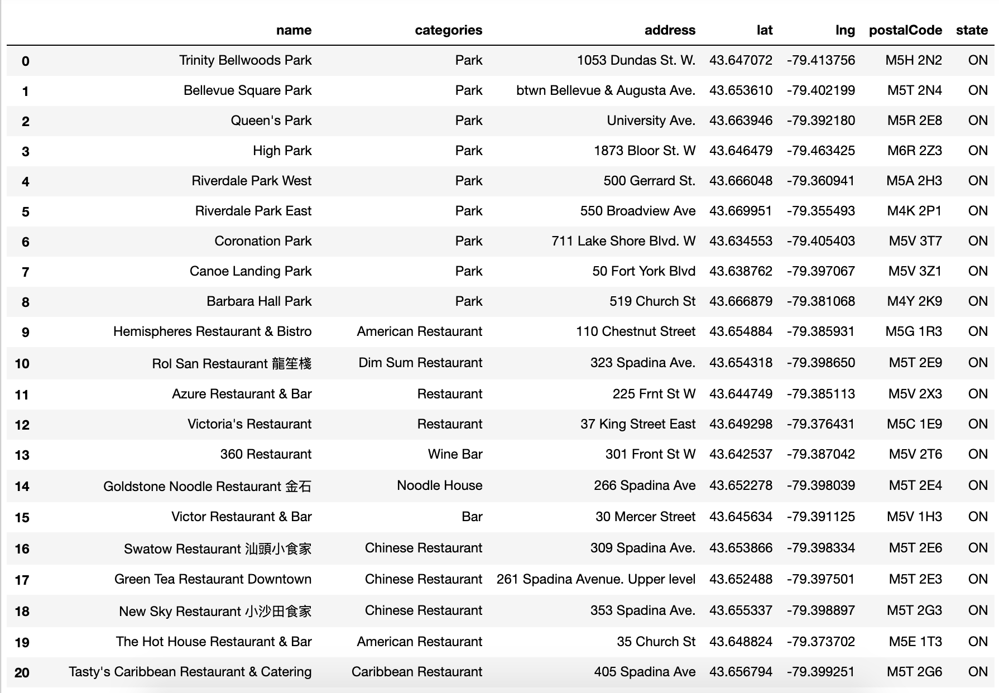 name categories address lat lng postalCode state
0 Trinity Bellwoods Park Park 1053 Dundas St. W. 43.647072 -79.413756 M5H 2N2 ON
1 Bellevue Square Park Park btwn Bellevue & Augusta Ave. 43.653610 -79.402199 M5T 2N4 ON
2 Queen's Park Park University Ave. 43.663946 -79.392180 M5R 2E8 ON
3 High Park Park 1873 Bloor St. W 43.646479 -79.463425 M6R 2Z3 ON
4 Riverdale Park West Park 500 Gerrard St. 43.666048 -79.360941 M5A 2H3 ON
5 Riverdale Park East Park 550 Broadview Ave 43.669951 -79.355493 M4K 2P1 ON
6 Coronation Park Park 711 Lake Shore Blvd. W 43.634553 -79.405403 M5V 3T7 ON
7 Canoe Landing Park Park 50 Fort York Blvd 43.638762 -79.397067 M5V 3Z1 ON
8 Barbara Hall Park Park 519 Church St 43.666879 -79.381068 M4Y 2K9 ON
9 Hemispheres Restaurant & Bistro American Restaurant 110 Chestnut Street 43.654884 -79.385931 M5G 1R3 ON
10 Rol San Restaurant 龍笙棧 Dim Sum Restaurant 323 Spadina Ave. 43.654318 -79.398650 M5T 2E9 ON
11 Azure Restaurant & Bar Restaurant 225 Frnt St W 43.644749 -79.385113 M5V 2X3 ON
12 Victoria's Restaurant Restaurant 37 King Street East 43.649298 -79.376431 M5C 1E9 ON
13 360 Restaurant Wine Bar 301 Front St W 43.642537 -79.387042 M5V 2T6 ON
14 Goldstone Noodle Restaurant 金石 Noodle House 266 Spadina Ave 43.652278 -79.398039 M5T 2E4 ON
15 Victor Restaurant & Bar Bar 30 Mercer Street 43.645634 -79.391125 M5V 1H3 ON
16 Swatow Restaurant 汕頭小食家 Chinese Restaurant 309 Spadina Ave. 43.653866 -79.398334 M5T 2E6 ON
17 Green Tea Restaurant Downtown Chinese Restaurant 261 Spadina Avenue. Upper level 43.652488 -79.397501 M5T 2E3 ON
18 New Sky Restaurant 小沙田食家 Chinese Restaurant 353 Spadina Ave. 43.655337 -79.398897 M5T 2G3 ON
19 The Hot House Restaurant & Bar American Restaurant 35 Church St 43.648824 -79.373702 M5E 1T3 ON
20 Tasty's Caribbean Restaurant & Catering Caribbean Restaurant 405 Spadina Ave 43.656794 -79.399251 M5T 2G6 ON